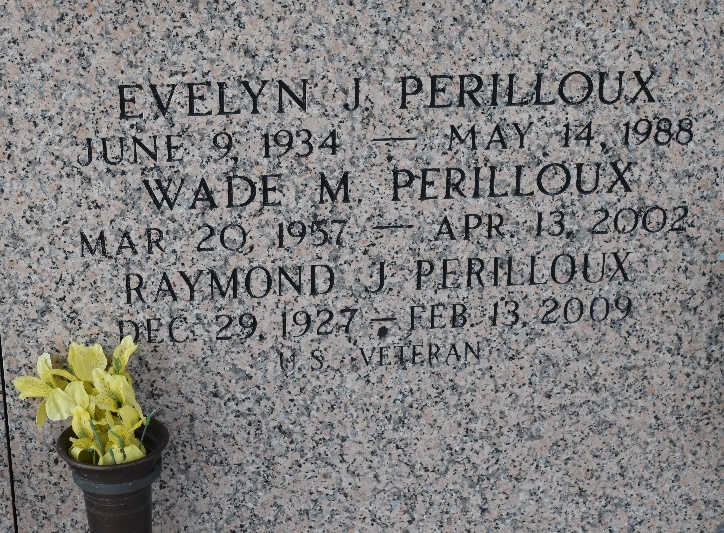 EVELYN J. PERILLOUX
JUNE 9, 1934 — MAY 14, 1988
WADE M. PERILLOUX
MAR. 20, 1957 — APR. 13, 2002
RAYMOND J. PERILLOUX
DEC. 29, 1927 — FEB. 13, 2009
U.S. VETERAN